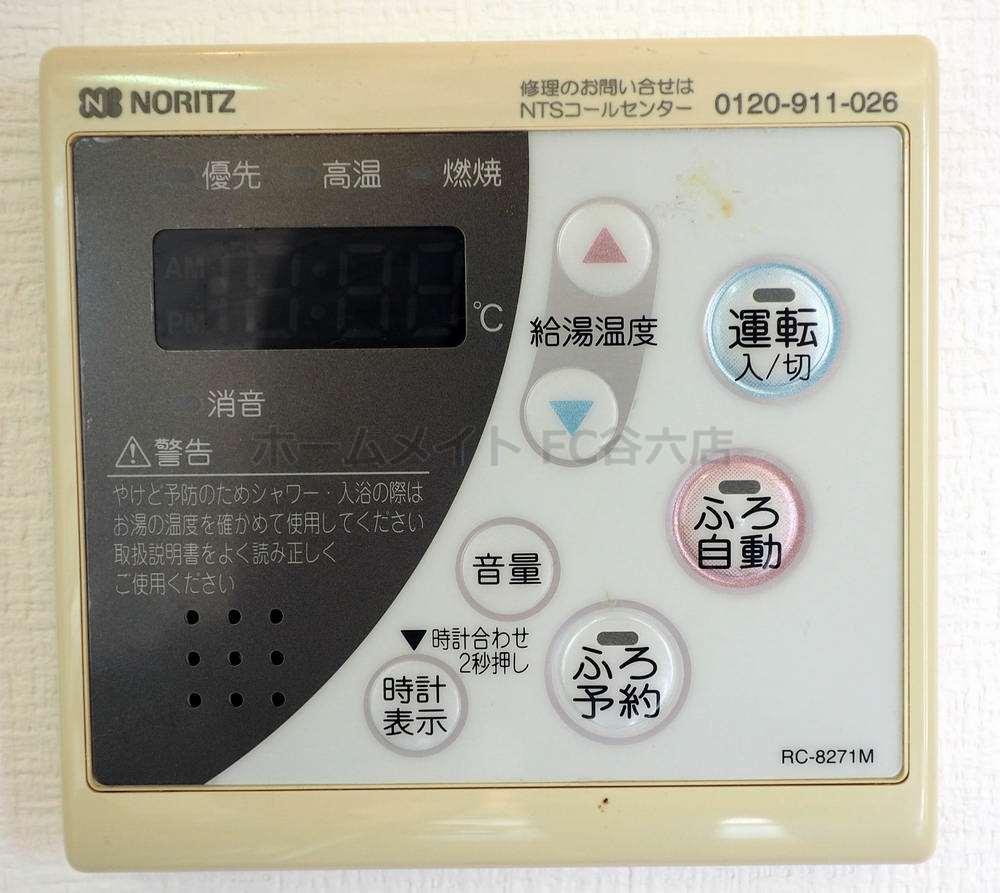 NORITZ
修理のお問い合せは
NTSコールセンター 0120-911-026
優先 高温 燃焼
AM
PM
℃
給湯温度
運転
入/切
消音
ホームメイト FC谷六店
警告
やけど予防のためシャワー・入浴の際は
お湯の温度を確かめて使用してください
取扱説明書をよく読み正しく
ご使用ください
ふろ
自動
音量
▼時計合わせ
2秒押し
時計
表示
ふろ
予約
RC-8271M